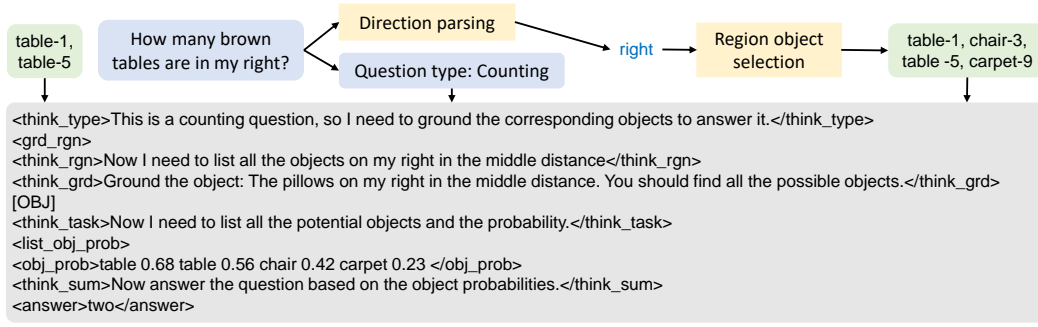 table-1,
table-5
How many brown
tables are in my right?
Direction parsing
Question type: Counting
right
Region object
selection
table-1, chair-3,
table -5, carpet-9
<think_type>This is a counting question, so I need to ground the corresponding objects to answer it.</think_type>
<grd_rgn>
<think_rgn>Now I need to list all the objects on my right in the middle distance</think_rgn>
<think_grd>Ground the object: The pillows on my right in the middle distance. You should find all the possible objects.</think_grd>
[OBJ]
<think_task>Now I need to list all the potential objects and the probability.</think_task>
<list_obj_prob>
<obj_prob>table 0.68 table 0.56 chair 0.42 carpet 0.23 </obj_prob>
<think_sum>Now answer the question based on the object probabilities.</think_sum>
<answer>two</answer>